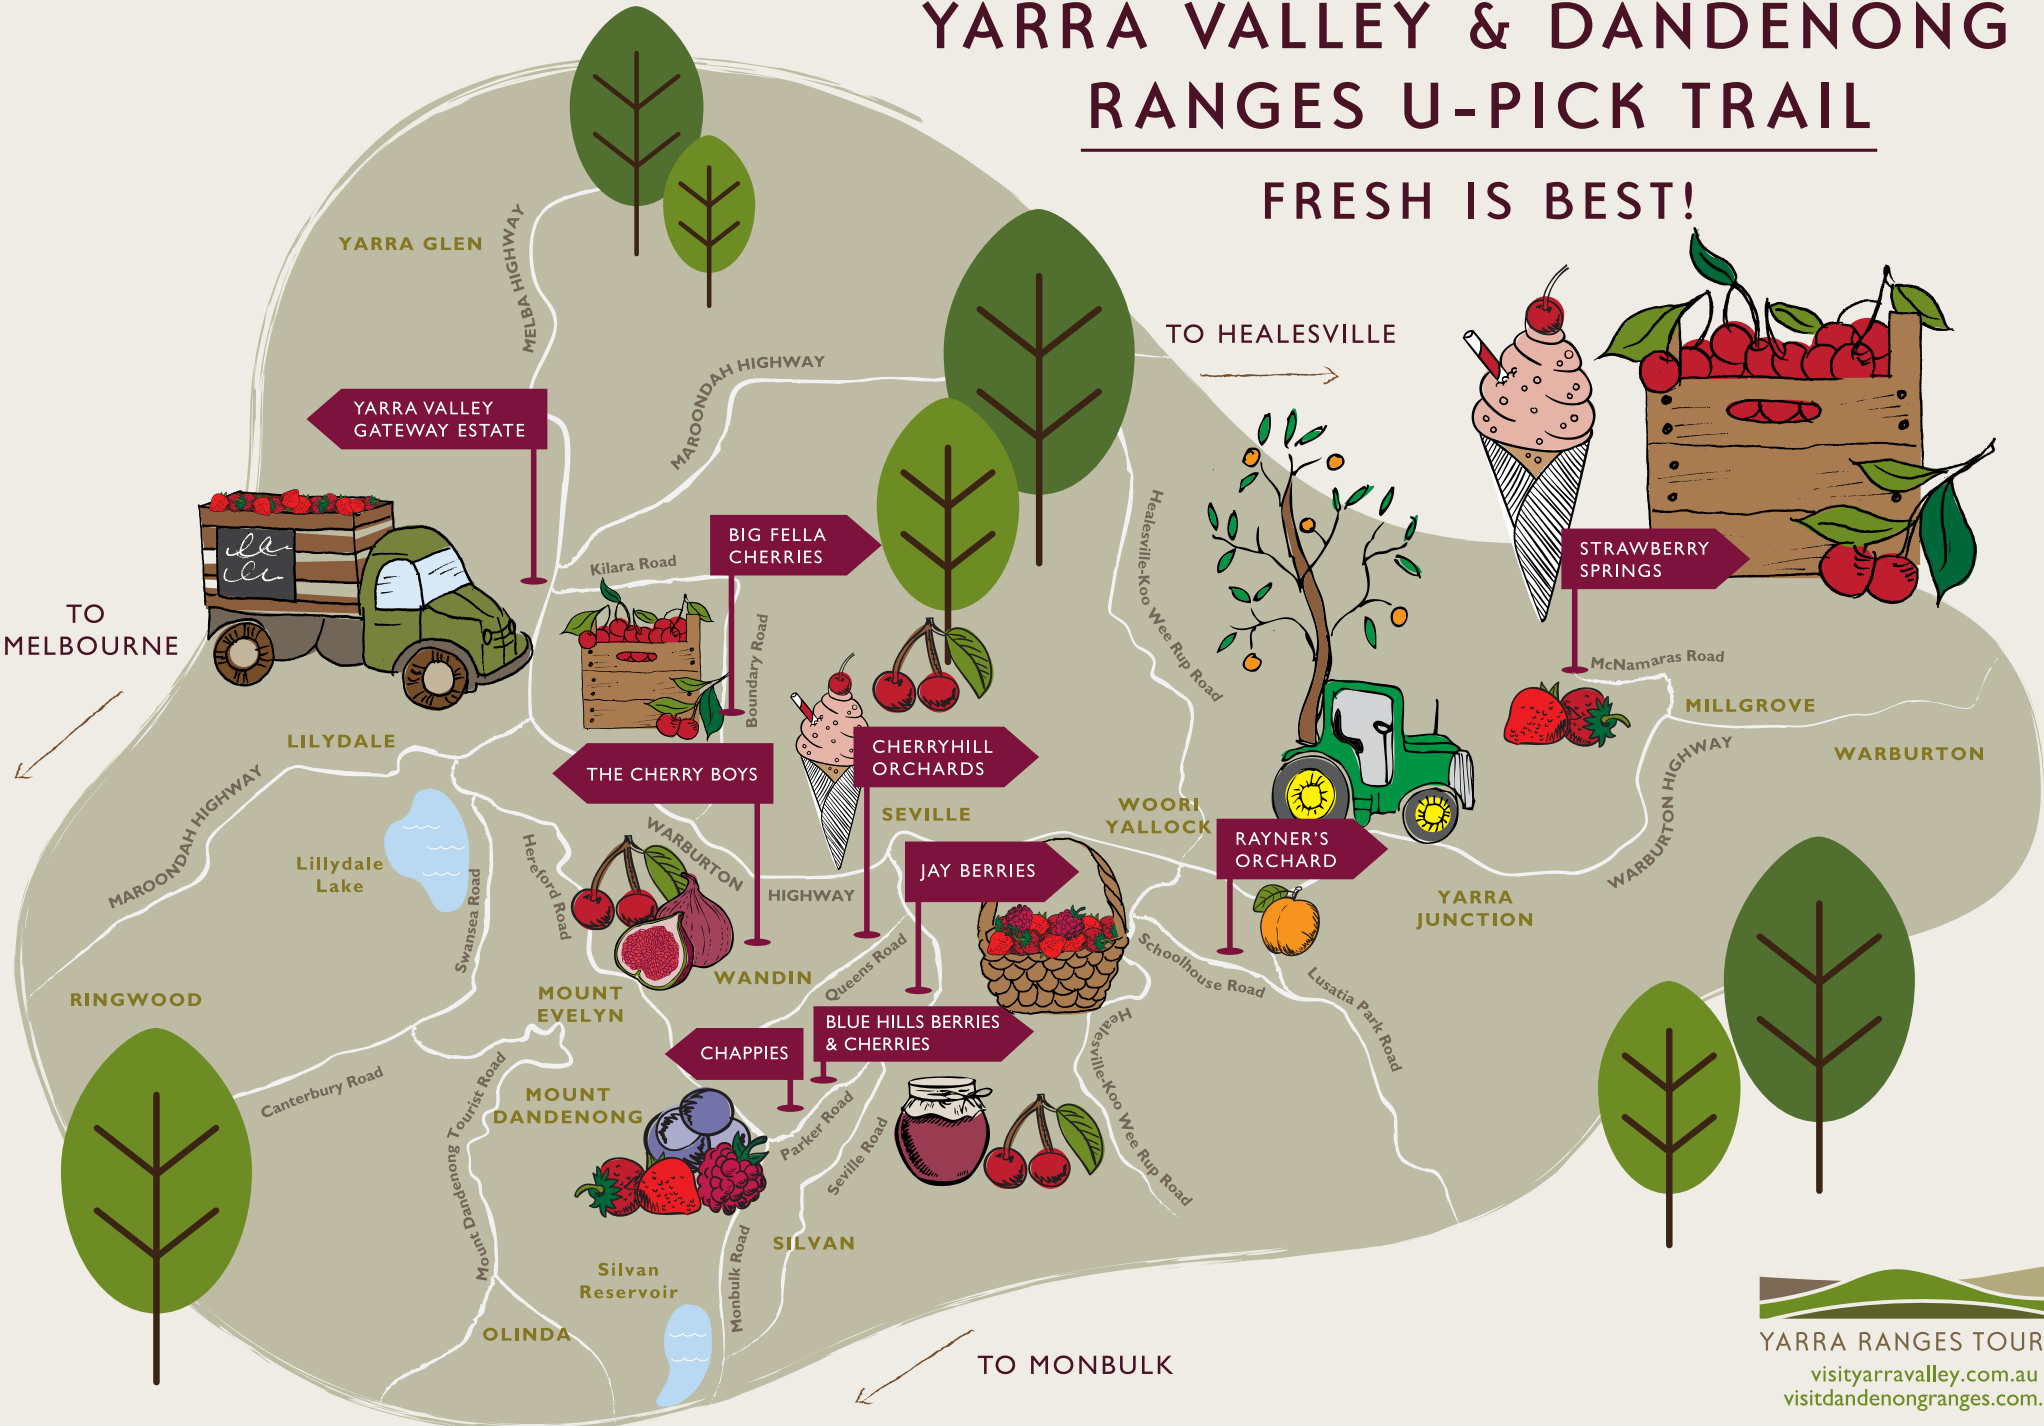 YARRA VALLEY & DANDENONG
RANGES U-PICK TRAIL
FRESH IS BEST!
YARRA GLEN
MELBA HIGHWAY
TO HEALESVILLE
MAROONDAH HIGHWAY
YARRA VALLEY
GATEWAY ESTATE
BIG FELLA
CHERRIES
Kilara Road
Boundary Road
Healesville-Koo Wee Rup Road
STRAWBERRY
SPRINGS
McNamaras Road
MILLGROVE
WARBURTON
WARBURTON HIGHWAY
TO
MELBOURNE
LILYDALE
MAROONDAH HIGHWAY
THE CHERRY BOYS
CHERRYHILL
ORCHARDS
SEVILLE
WOORI
YALLOCK
RAYNER'S
ORCHARD
JAY BERRIES
Lillydale
Lake
Swansea Road
Hereford Road
WARBURTON
HIGHWAY
YARRA
JUNCTION
WANDIN
Queens Road
Schoolhouse Road
Lusatia Park Road
RINGWOOD
MOUNT
EVELYN
BLUE HILLS BERRIES
& CHERRIES
CHAPPIES
Healesville-Koo Wee Rup Road
Canterbury Road
Mount Dandenong Tourist Road
MOUNT
DANDENONG
Parker Road
Seville Road
SILVAN
Monbulk Road
Silvan
Reservoir
OLINDA
TO MONBULK
YARRA RANGES TOUR
visityarravalley.com.au
visitdandenongranges.com.